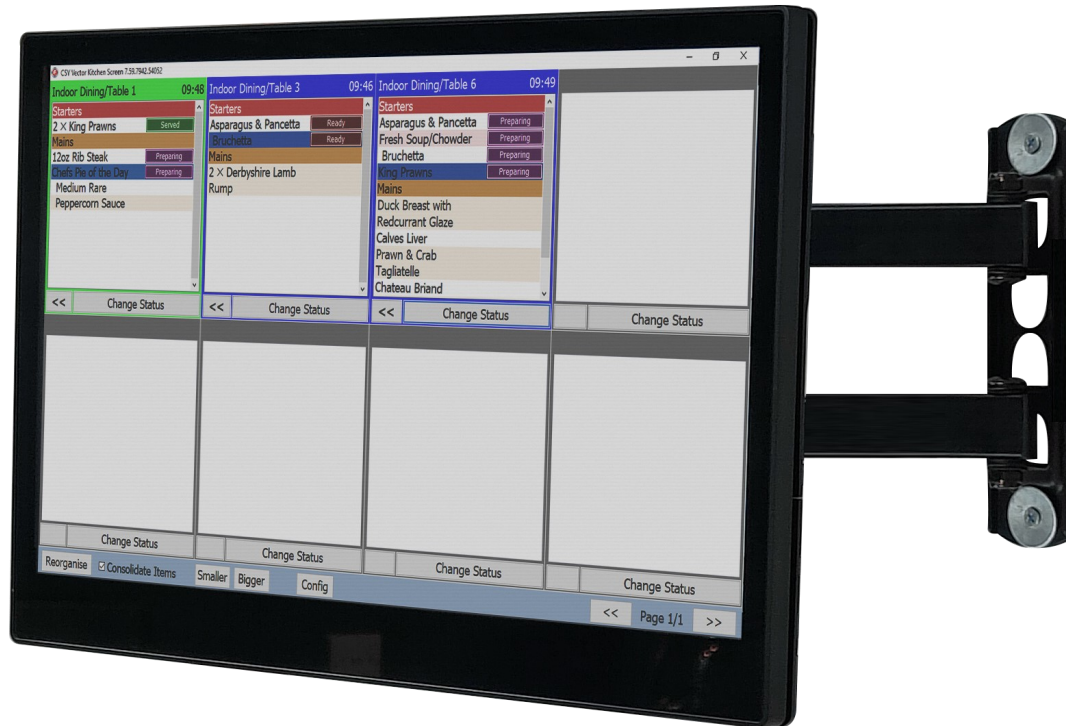 CSV Vector Kitchen Screen 7.59.7942.54052
Indoor Dining/Table 1 09:48
Starters
2 × King Prawns Served
Mains
12oz Rib Steak Preparing
Chefs Pie of the Day Preparing
Medium Rare
Peppercorn Sauce
<< Change Status
Indoor Dining/Table 3 09:46
Starters
Asparagus & Pancetta Ready
Bruchetta Ready
Mains
2 × Derbyshire Lamb
Rump
<< Change Status
Indoor Dining/Table 6 09:49
Starters
Asparagus & Pancetta Preparing
Fresh Soup/Chowder Preparing
Bruchetta Preparing
King Prawns Preparing
Mains
Duck Breast with
Redcurrant Glaze
Calves Liver
Prawn & Crab
Tagliatelle
Chateau Briand
<< Change Status
Change Status
Change Status
Change Status
Change Status
Change Status
Reorganise Consolidate Items Smaller Bigger Config
<< Page 1/1 >>